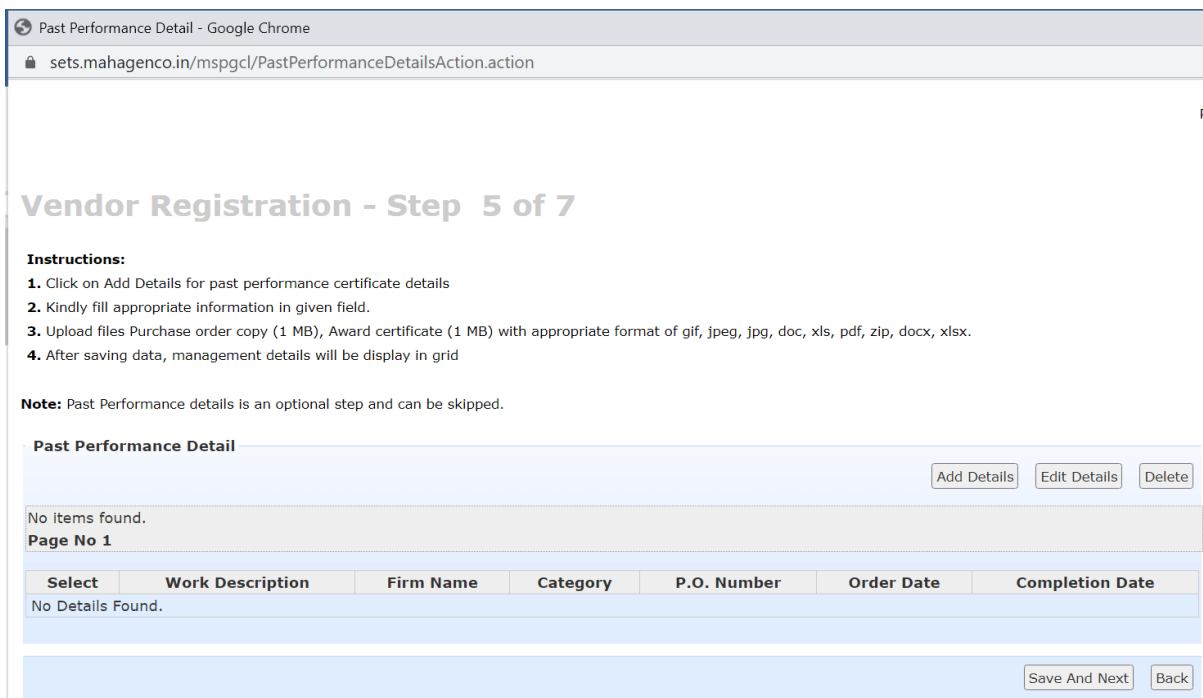 Past Performance Detail - Google Chrome
sets.mahagenco.in/mspgcl/PastPerformanceDetailsAction.action
Vendor Registration - Step 5 of 7
Instructions:
1. Click on Add Details for past performance certificate details
2. Kindly fill appropriate information in given field.
3. Upload files Purchase order copy (1 MB), Award certificate (1 MB) with appropriate format of gif, jpeg, jpg, doc, xls, pdf, zip, docx, xlsx.
4. After saving data, management details will be display in grid
Note: Past Performance details is an optional step and can be skipped.
Past Performance Detail
Add Details Edit Details Delete
No items found.
Page No 1
Select Work Description Firm Name Category P.O. Number Order Date Completion Date
No Details Found.
Save And Next Back